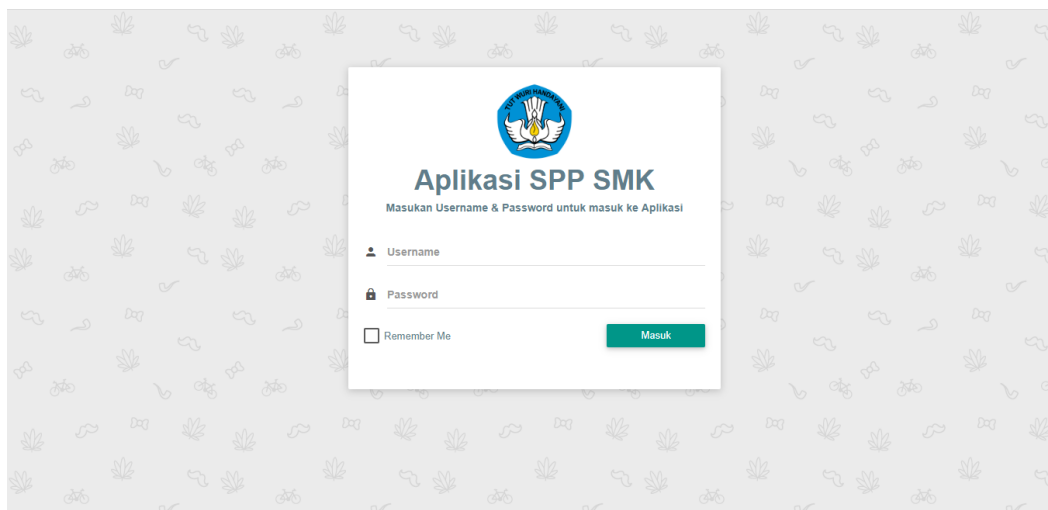 TUT WURI HANDAYANI
Aplikasi SPP SMK
Masukan Username & Password untuk masuk ke Aplikasi
Username
Password
Remember Me
Masuk